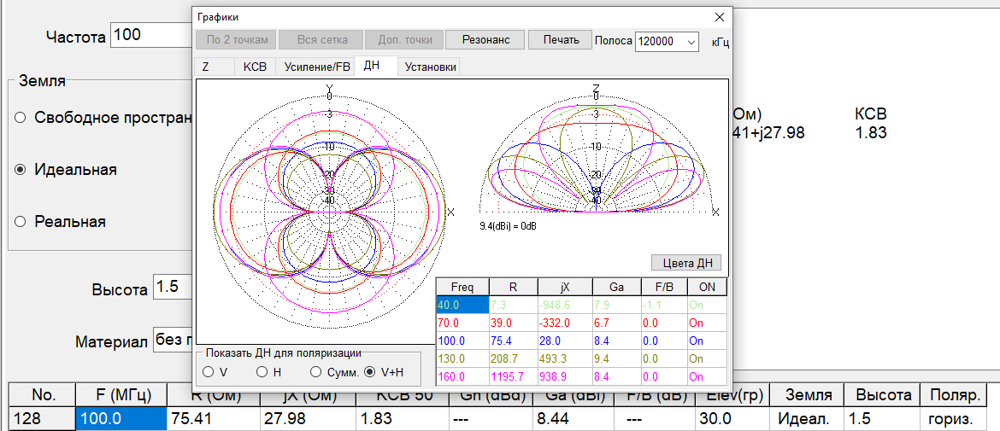 Графики
Частота 100
По 2 точкам Вся сетка Доп. точки Резонанс Печать Полоса 120000 кГц
Z КСВ Усиление/FB ДН Установки
Земля
Свободное простран
Идеальная
Реальная
Ом) КСВ
41+j27.98 1.83
Y
0
-3
-10
-20
-30
-40
X
Z
0
-3
-10
-20
-30
-40
X
9.4(dBi) = 0dB
Цвета ДН
Freq R jX Ga F/B ON
40.0 7.3 -948.6 7.9 -1.1 On
70.0 39.0 -332.0 6.7 0.0 On
100.0 75.4 28.0 8.4 0.0 On
130.0 208.7 493.3 9.4 0.0 On
160.0 1195.7 938.9 8.4 0.0 On
Высота 1.5
Материал без п
Показать ДН для поляризации
V H Сумм. V+H
No. F (МГц) R (Ом) jX (Ом) КСВ 50 Gh (dBd) Ga (dBi) F/B (dB) Elev(гр) Земля Высота Поляр.
128 100.0 75.41 27.98 1.83 --- 8.44 --- 30.0 Идеал. 1.5 гориз.